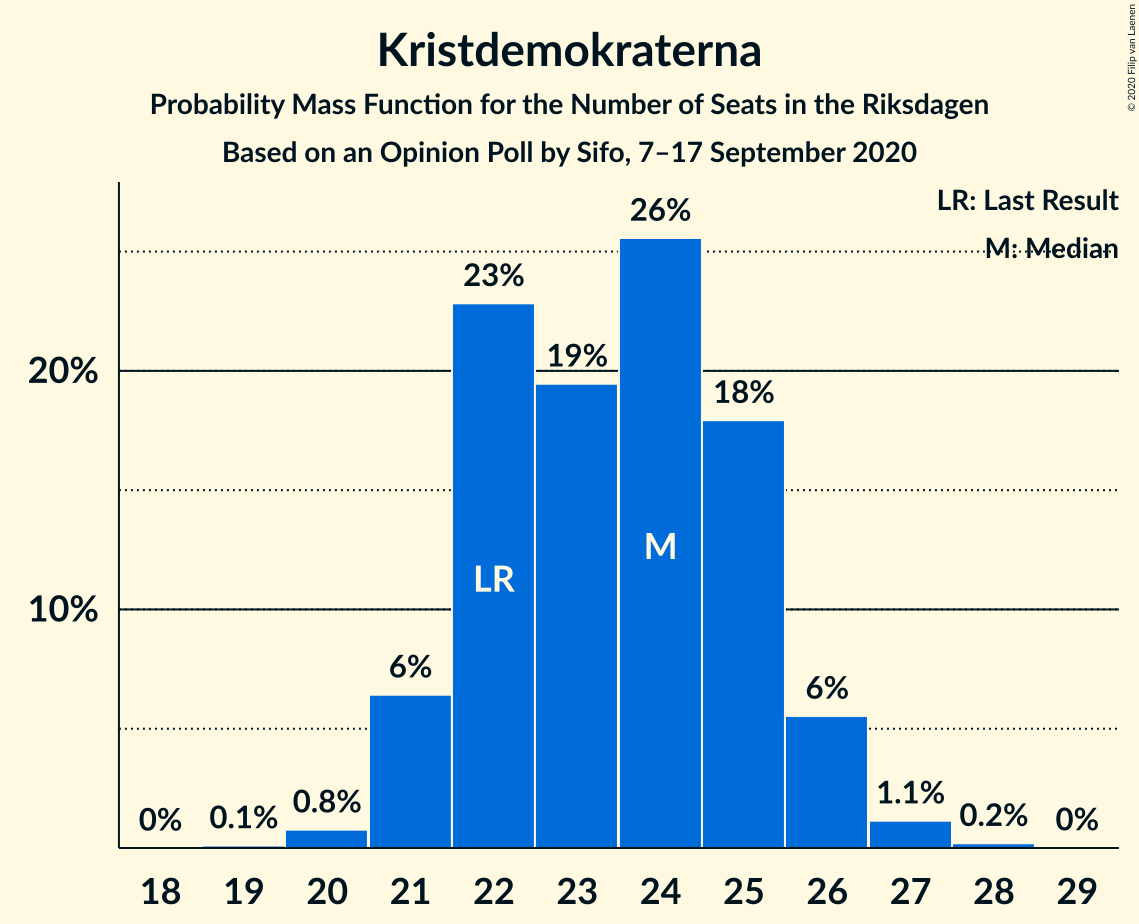 Kristdemokraterna
Probability Mass Function for the Number of Seats in the Riksdagen
Based on an Opinion Poll by Sifo, 7–17 September 2020
© 2020 Filip van Laenen
LR: Last Result
M: Median
20%
10%
0%
0.1%
0.8%
6%
23%
19%
26%
18%
6%
1.1%
0.2%
0%
LR
M
18 19 20 21 22 23 24 25 26 27 28 29